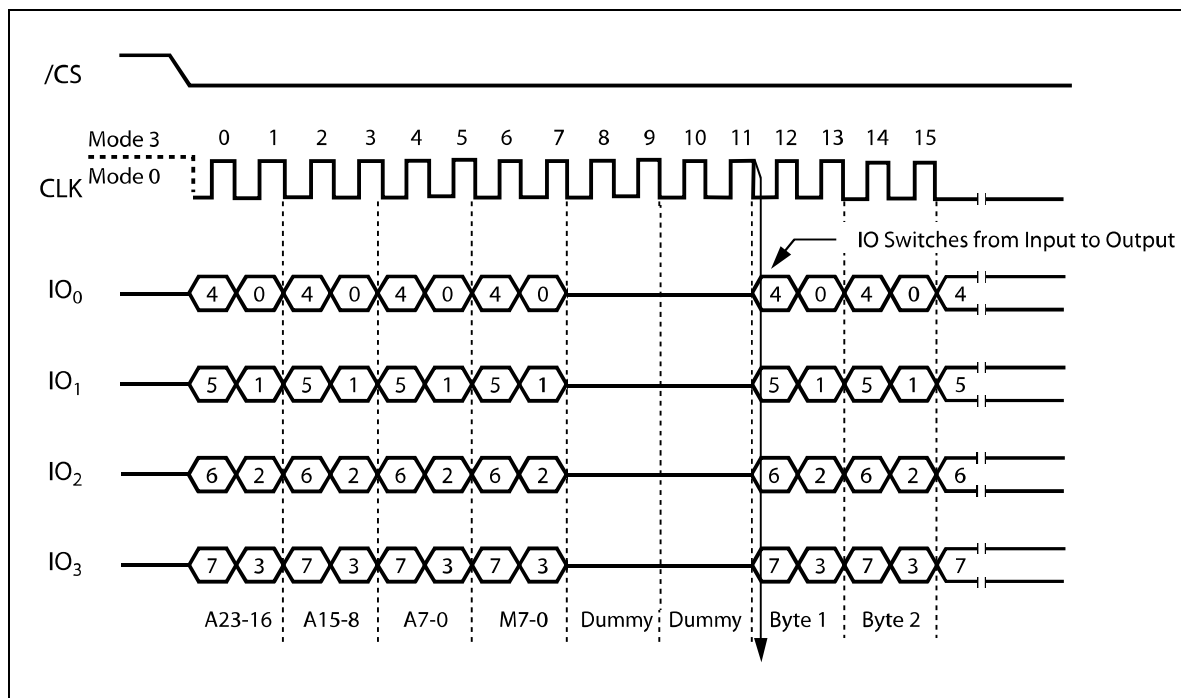 /CS
Mode 3
0 1 2 3 4 5 6 7 8 9 10 11 12 13 14 15
Mode 0
CLK
IO Switches from Input to Output
IO0
4 0 4 0 4 0 4 0 4 0 4 0 4
IO1
5 1 5 1 5 1 5 1 5 1 5 1 5
IO2
6 2 6 2 6 2 6 2 6 2 6 2 6
IO3
7 3 7 3 7 3 7 3 7 3 7 3 7
A23-16 A15-8 A7-0 M7-0 Dummy Dummy Byte 1 Byte 2